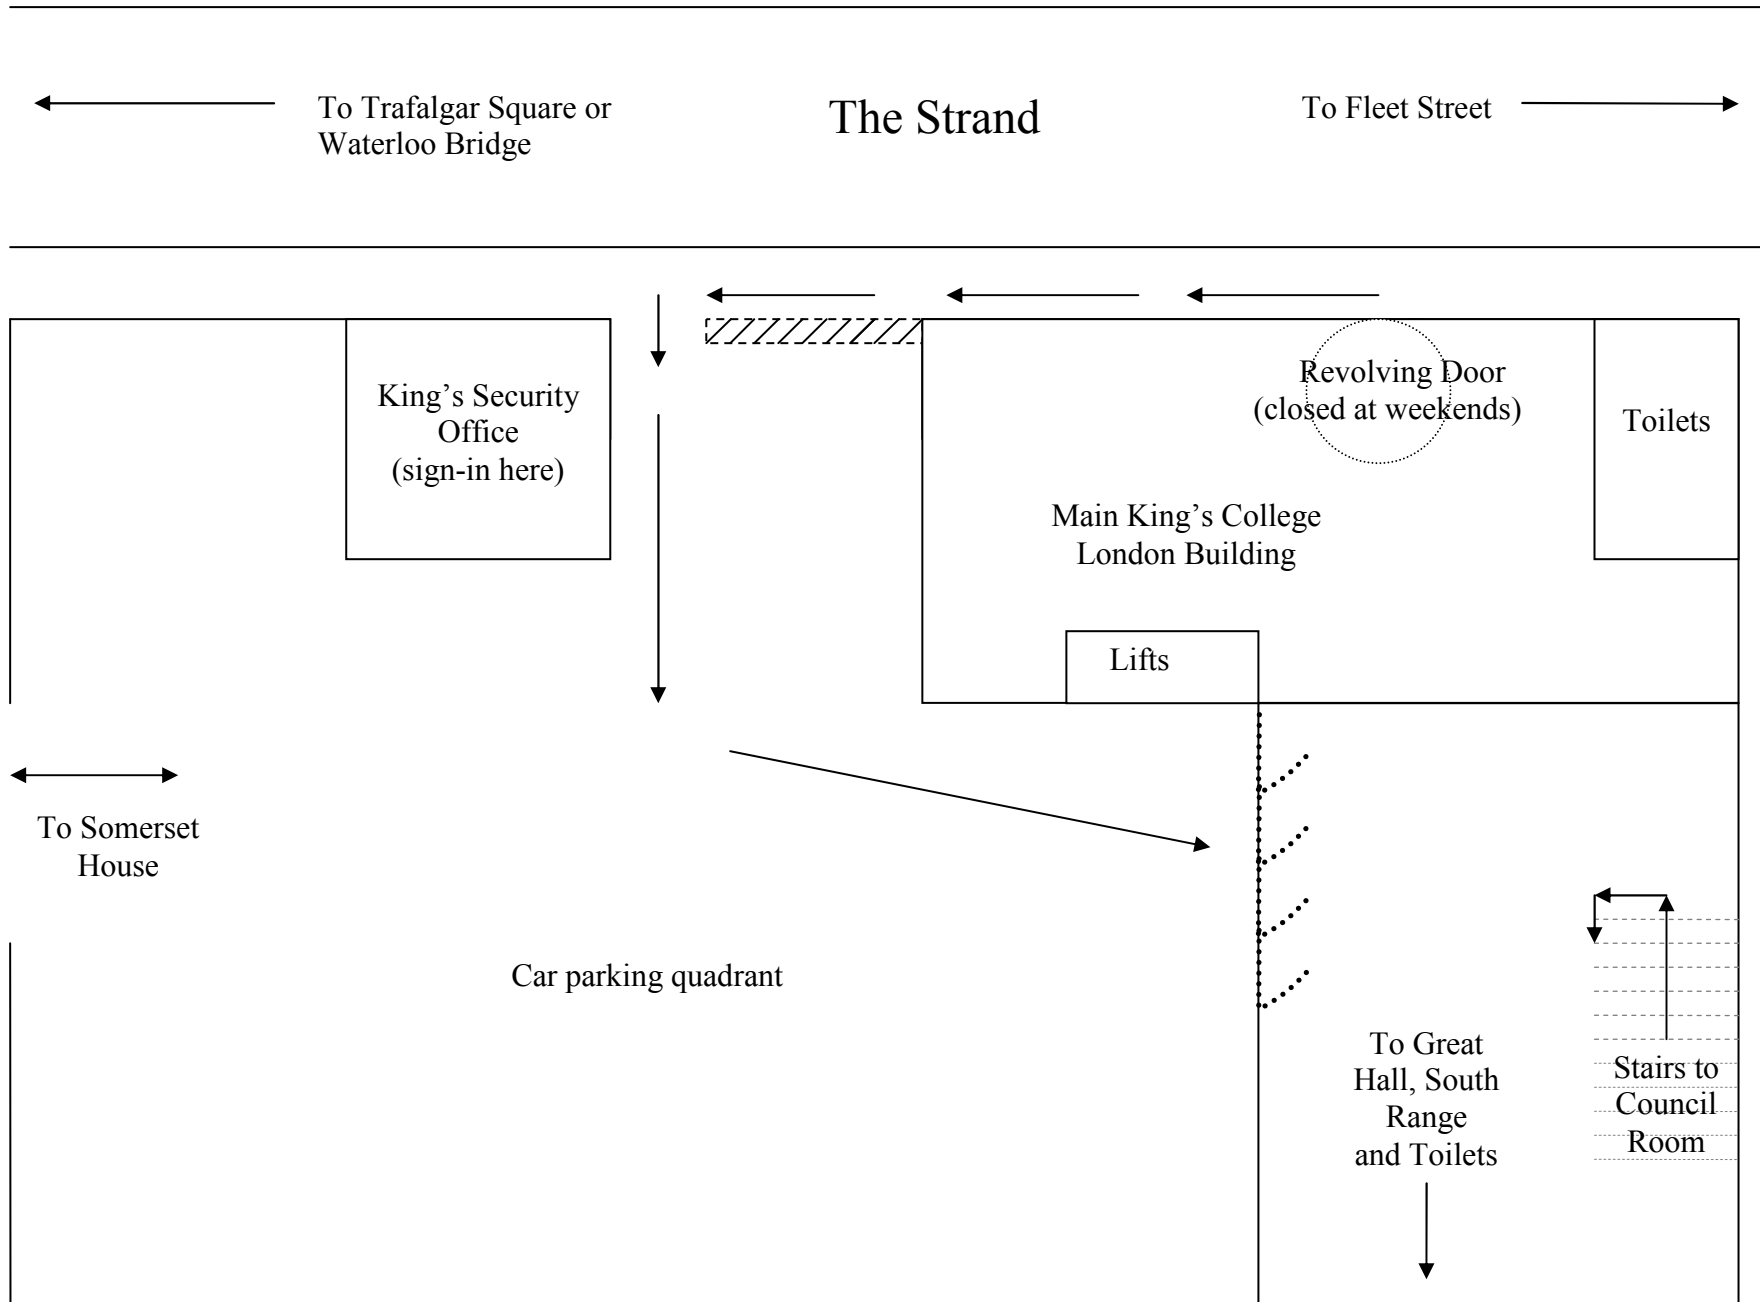 To Trafalgar Square or
Waterloo Bridge
The Strand
To Fleet Street
King’s Security
Office
(sign-in here)
Revolving Door
(closed at weekends)
Toilets
Main King’s College
London Building
Lifts
To Somerset
House
Car parking quadrant
To Great
Hall, South
Range
and Toilets
Stairs to
Council
Room